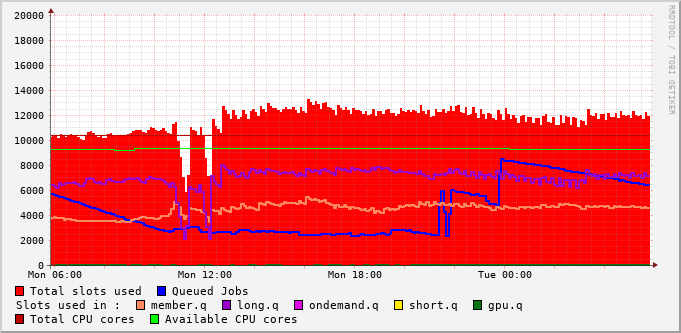 20000
18000
16000
14000
12000
10000
8000
6000
4000
2000
0
Mon 06:00 Mon 12:00 Mon 18:00 Tue 00:00
Total slots used Queued Jobs
Slots used in : member.q long.q ondemand.q short.q gpu.q
Total CPU cores Available CPU cores
RRDTOOL / TOBI OETIKER